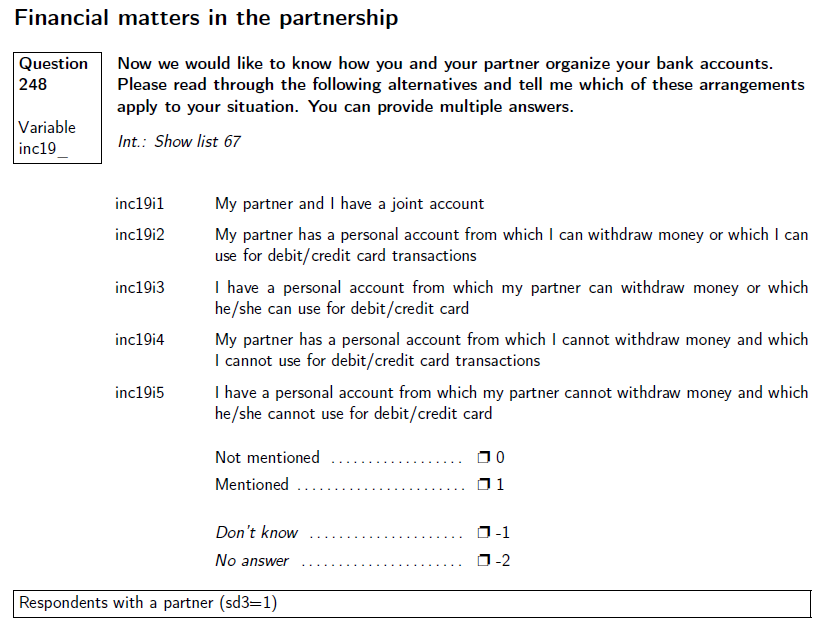 Financial matters in the partnership
Question
248
Variable
inc19_
Now we would like to know how you and your partner organize your bank accounts.
Please read through the following alternatives and tell me which of these arrangements
apply to your situation. You can provide multiple answers.
Int.: Show list 67
inc19i1 My partner and I have a joint account
inc19i2 My partner has a personal account from which I can withdraw money or which I can
use for debit/credit card transactions
inc19i3 I have a personal account from which my partner can withdraw money or which
he/she can use for debit/credit card
inc19i4 My partner has a personal account from which I cannot withdraw money and which
I cannot use for debit/credit card transactions
inc19i5 I have a personal account from which my partner cannot withdraw money and which
he/she cannot use for debit/credit card
Not mentioned .................. ❒ 0
Mentioned ....................... ❒ 1
Don't know ..................... ❒ -1
No answer ...................... ❒ -2
Respondents with a partner (sd3=1)